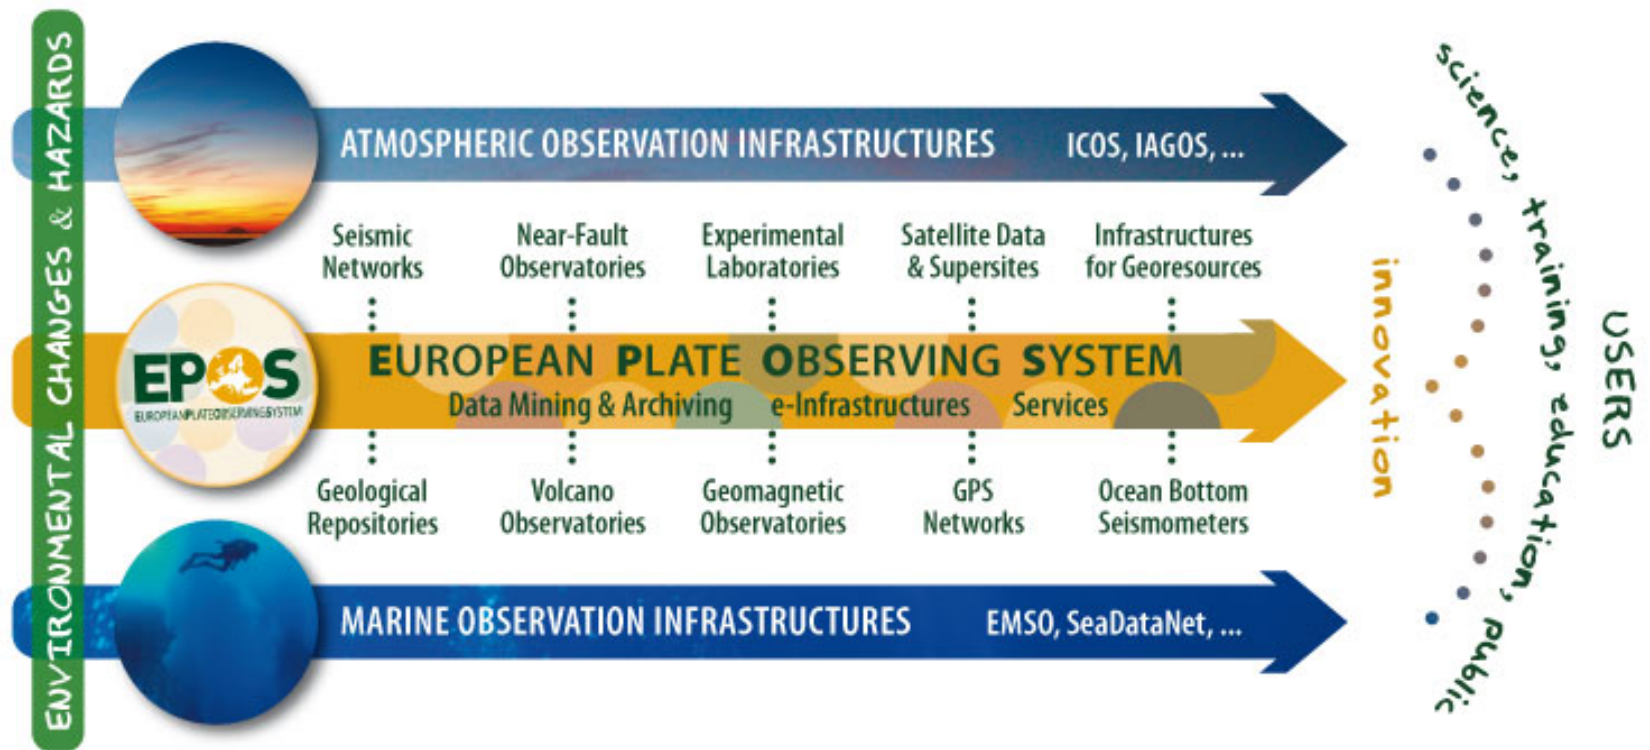 ENVIRONMENTAL CHANGES & HAZARDS
ATMOSPHERIC OBSERVATION INFRASTRUCTURES ICOS, IAGOS, ...
Seismic
Networks
Near-Fault
Observatories
Experimental
Laboratories
Satellite Data
& Supersites
Infrastructures
for Georesources
EPOS
EUROPEANPLATEOBSERVINGSYSTEM
EUROPEAN PLATE OBSERVING SYSTEM
Data Mining & Archiving e-Infrastructures Services
Geological
Repositories
Volcano
Observatories
Geomagnetic
Observatories
GPS
Networks
Ocean Bottom
Seismometers
MARINE OBSERVATION INFRASTRUCTURES EMSO, SeaDataNet, ...
innovation
science, training, education, public
USERS